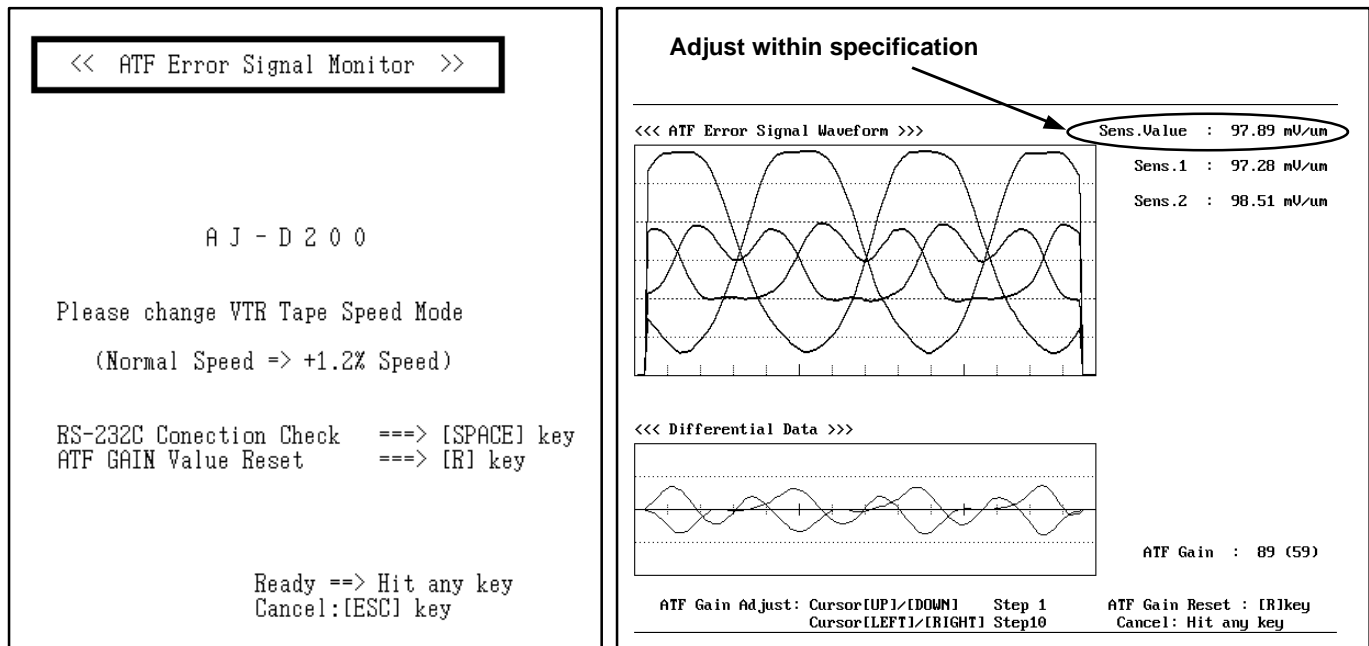 << ATF Error Signal Monitor >>
A J - D 2 0 0
Please change VTR Tape Speed Mode
(Normal Speed => +1.2% Speed)
RS-232C Conection Check ===> [SPACE] key
ATF GAIN Value Reset ===> [R] key
Ready ==> Hit any key
Cancel:[ESC] key
Adjust within specification
<<< ATF Error Signal Waveform >>>
Sens.Value : 97.89 mV/um
Sens.1 : 97.28 mV/um
Sens.2 : 98.51 mV/um
<<< Differential Data >>>
ATF Gain : 89 (59)
ATF Gain Adjust: Cursor[UP]/[DOWN] Step 1
Cursor[LEFT]/[RIGHT] Step10
ATF Gain Reset : [R]key
Cancel: Hit any key